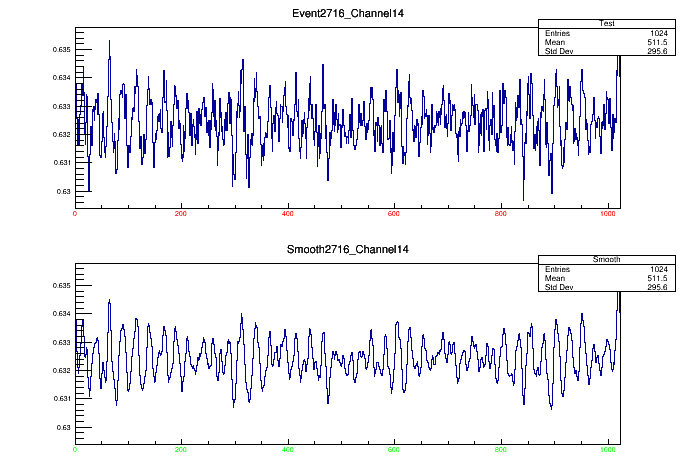 Event2716_Channel14
Test
Entries 1024
Mean 511.5
Std Dev 295.6
0.635
0.634
0.633
0.632
0.631
0.63
0 200 400 600 800 1000
Smooth2716_Channel14
Smooth
Entries 1024
Mean 511.5
Std Dev 295.6
0.635
0.634
0.633
0.632
0.631
0.63
0 200 400 600 800 1000